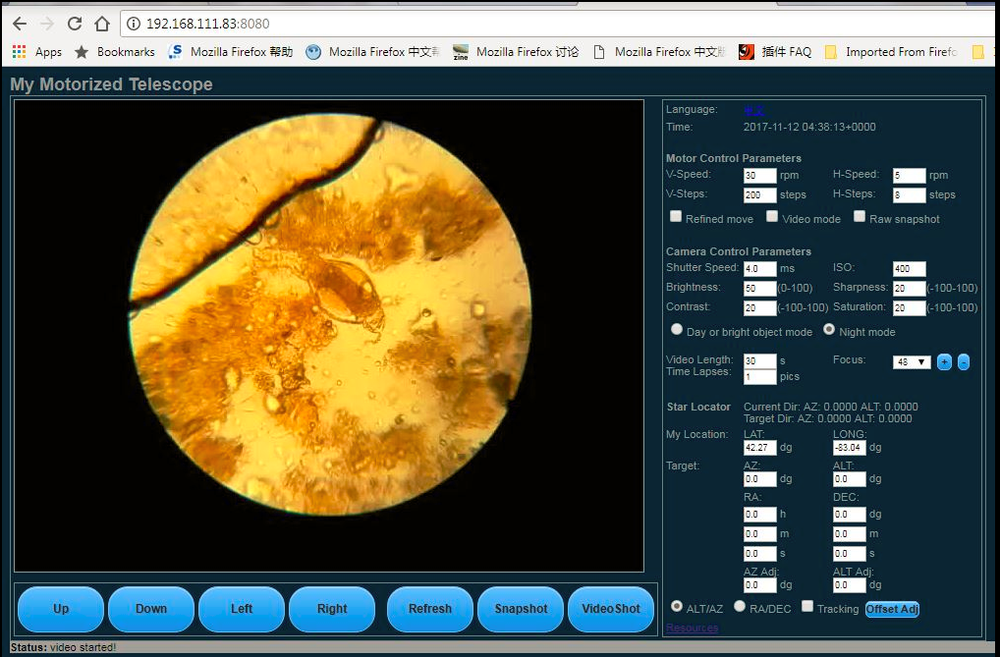 192.168.111.83:8080
Apps Bookmarks Mozilla Firefox 帮助 Mozilla Firefox 中文 Mozilla Firefox 讨论 Mozilla Firefox 中文 插件 FAQ Imported From Firef
My Motorized Telescope
Language:
Time: 2017-11-12 04:38:13+0000
Motor Control Parameters
V-Speed: 30 rpm H-Speed: 5 rpm
V-Steps: 200 steps H-Steps: 8 steps
Refined move Video mode Raw snapshot
Camera Control Parameters
Shutter Speed: 4.0 ms ISO: 400
Brightness: 50 (0-100) Sharpness: 20 (-100-100)
Contrast: 20 (-100-100) Saturation: 20 (-100-100)
Day or bright object mode Night mode
Video Length: 30 s Focus: 48 ▼ + -
Time Lapses: 1 pics
Star Locator Current Dir: AZ: 0.0000 ALT: 0.0000
Target Dir: AZ: 0.0000 ALT: 0.0000
My Location: LAT: LONG:
42.27 dg -83.04 dg
Target: AZ: ALT:
0.0 dg 0.0 dg
RA: DEC:
0.0 h 0.0 dg
0.0 m 0.0 m
0.0 s 0.0 s
AZ Adj: ALT Adj:
0.0 dg 0.0 dg
ALT/AZ RA/DEC Tracking Offset Adj
Resources
Up Down Left Right Refresh Snapshot VideoShot
Status: video started!